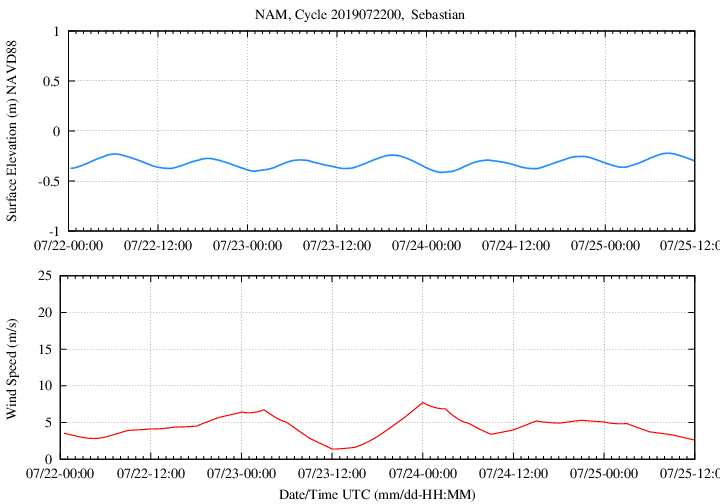 NAM, Cycle 2019072200,  Sebastian
Surface Elevation (m) NAVD88
1
0.5
0
-0.5
-1
07/22-00:00 07/22-12:00 07/23-00:00 07/23-12:00 07/24-00:00 07/24-12:00 07/25-00:00 07/25-12:0
Wind Speed (m/s)
25
20
15
10
5
0
07/22-00:00 07/22-12:00 07/23-00:00 07/23-12:00 07/24-00:00 07/24-12:00 07/25-00:00 07/25-12:0
Date/Time UTC (mm/dd-HH:MM)